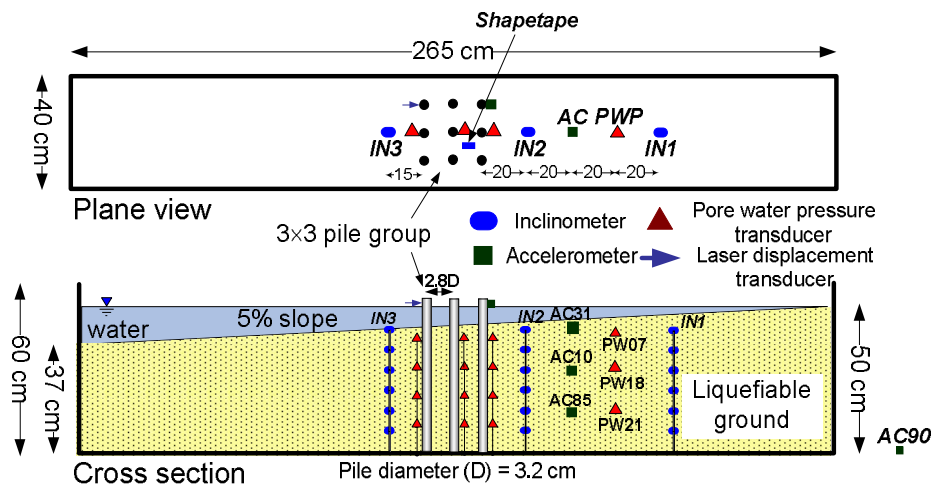 Shapetape
265 cm
40 cm
IN3
IN2
AC PWP
IN1
15
20
20
20
20
Plane view
3×3 pile group
Inclinometer
Pore water pressure
transducer
Accelerometer
Laser displacement
transducer
2.8D
water
5% slope
IN3
IN2
AC31
IN1
PW07
AC10
PW18
AC85
PW21
Liquefiable
ground
60 cm
37 cm
50 cm
AC90
Cross section
Pile diameter (D) = 3.2 cm